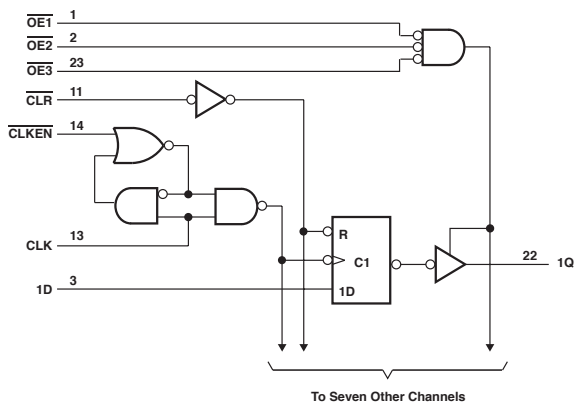 OE1 1
OE2 2
OE3 23
CLR 11
CLKEN 14
CLK 13
1D 3
R
C1
1D
22 1Q
To Seven Other Channels